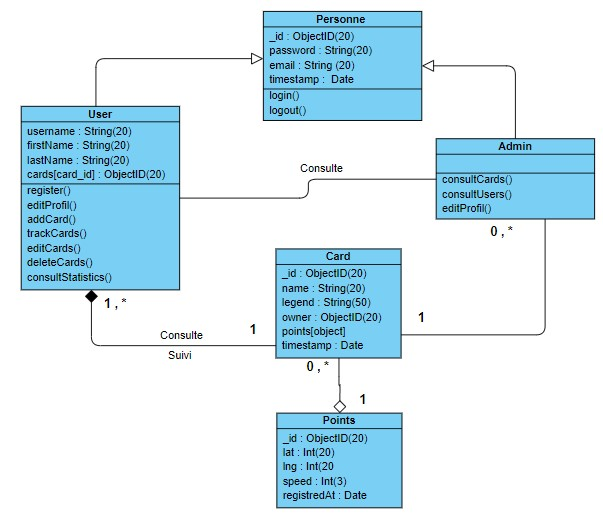 Personne
_id : ObjectID(20)
password : String(20)
email : String (20)
timestamp :  Date
login()
logout()
User
username : String(20)
firstName : String(20)
lastName : String(20)
cards[card_id] : ObjectID(20)
register()
editProfil()
addCard()
trackCards()
editCards()
deleteCards()
consultStatistics()
Admin
consultCards()
consultUsers()
editProfil()
Consulte
0 , *
Card
_id : ObjectID(20)
name : String(20)
legend : String(50)
owner : ObjectID(20)
points[object]
timestamp : Date
1 , *
1
1
Consulte
Suivi
0 , *
1
Points
_id : ObjectID(20)
lat : Int(20)
lng : Int(20
speed : Int(3)
registredAt : Date